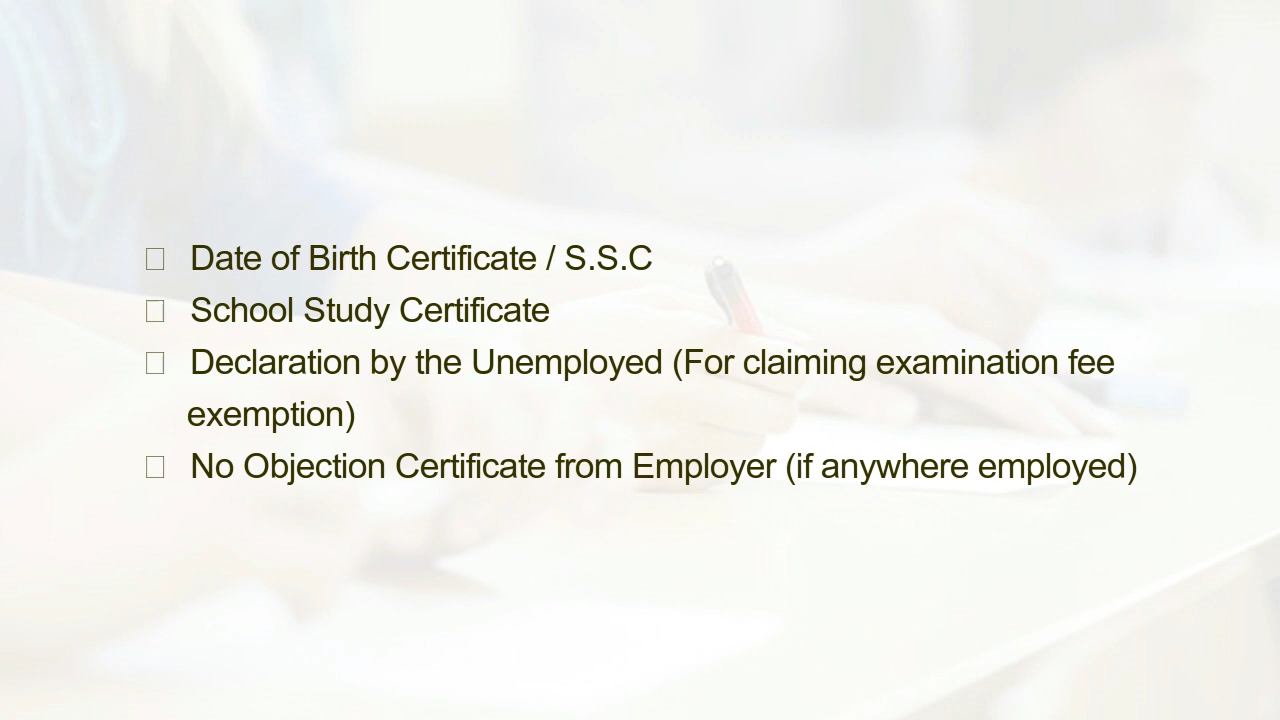 □ Date of Birth Certificate / S.S.C
□ School Study Certificate
□ Declaration by the Unemployed (For claiming examination fee
exemption)
□ No Objection Certificate from Employer (if anywhere employed)